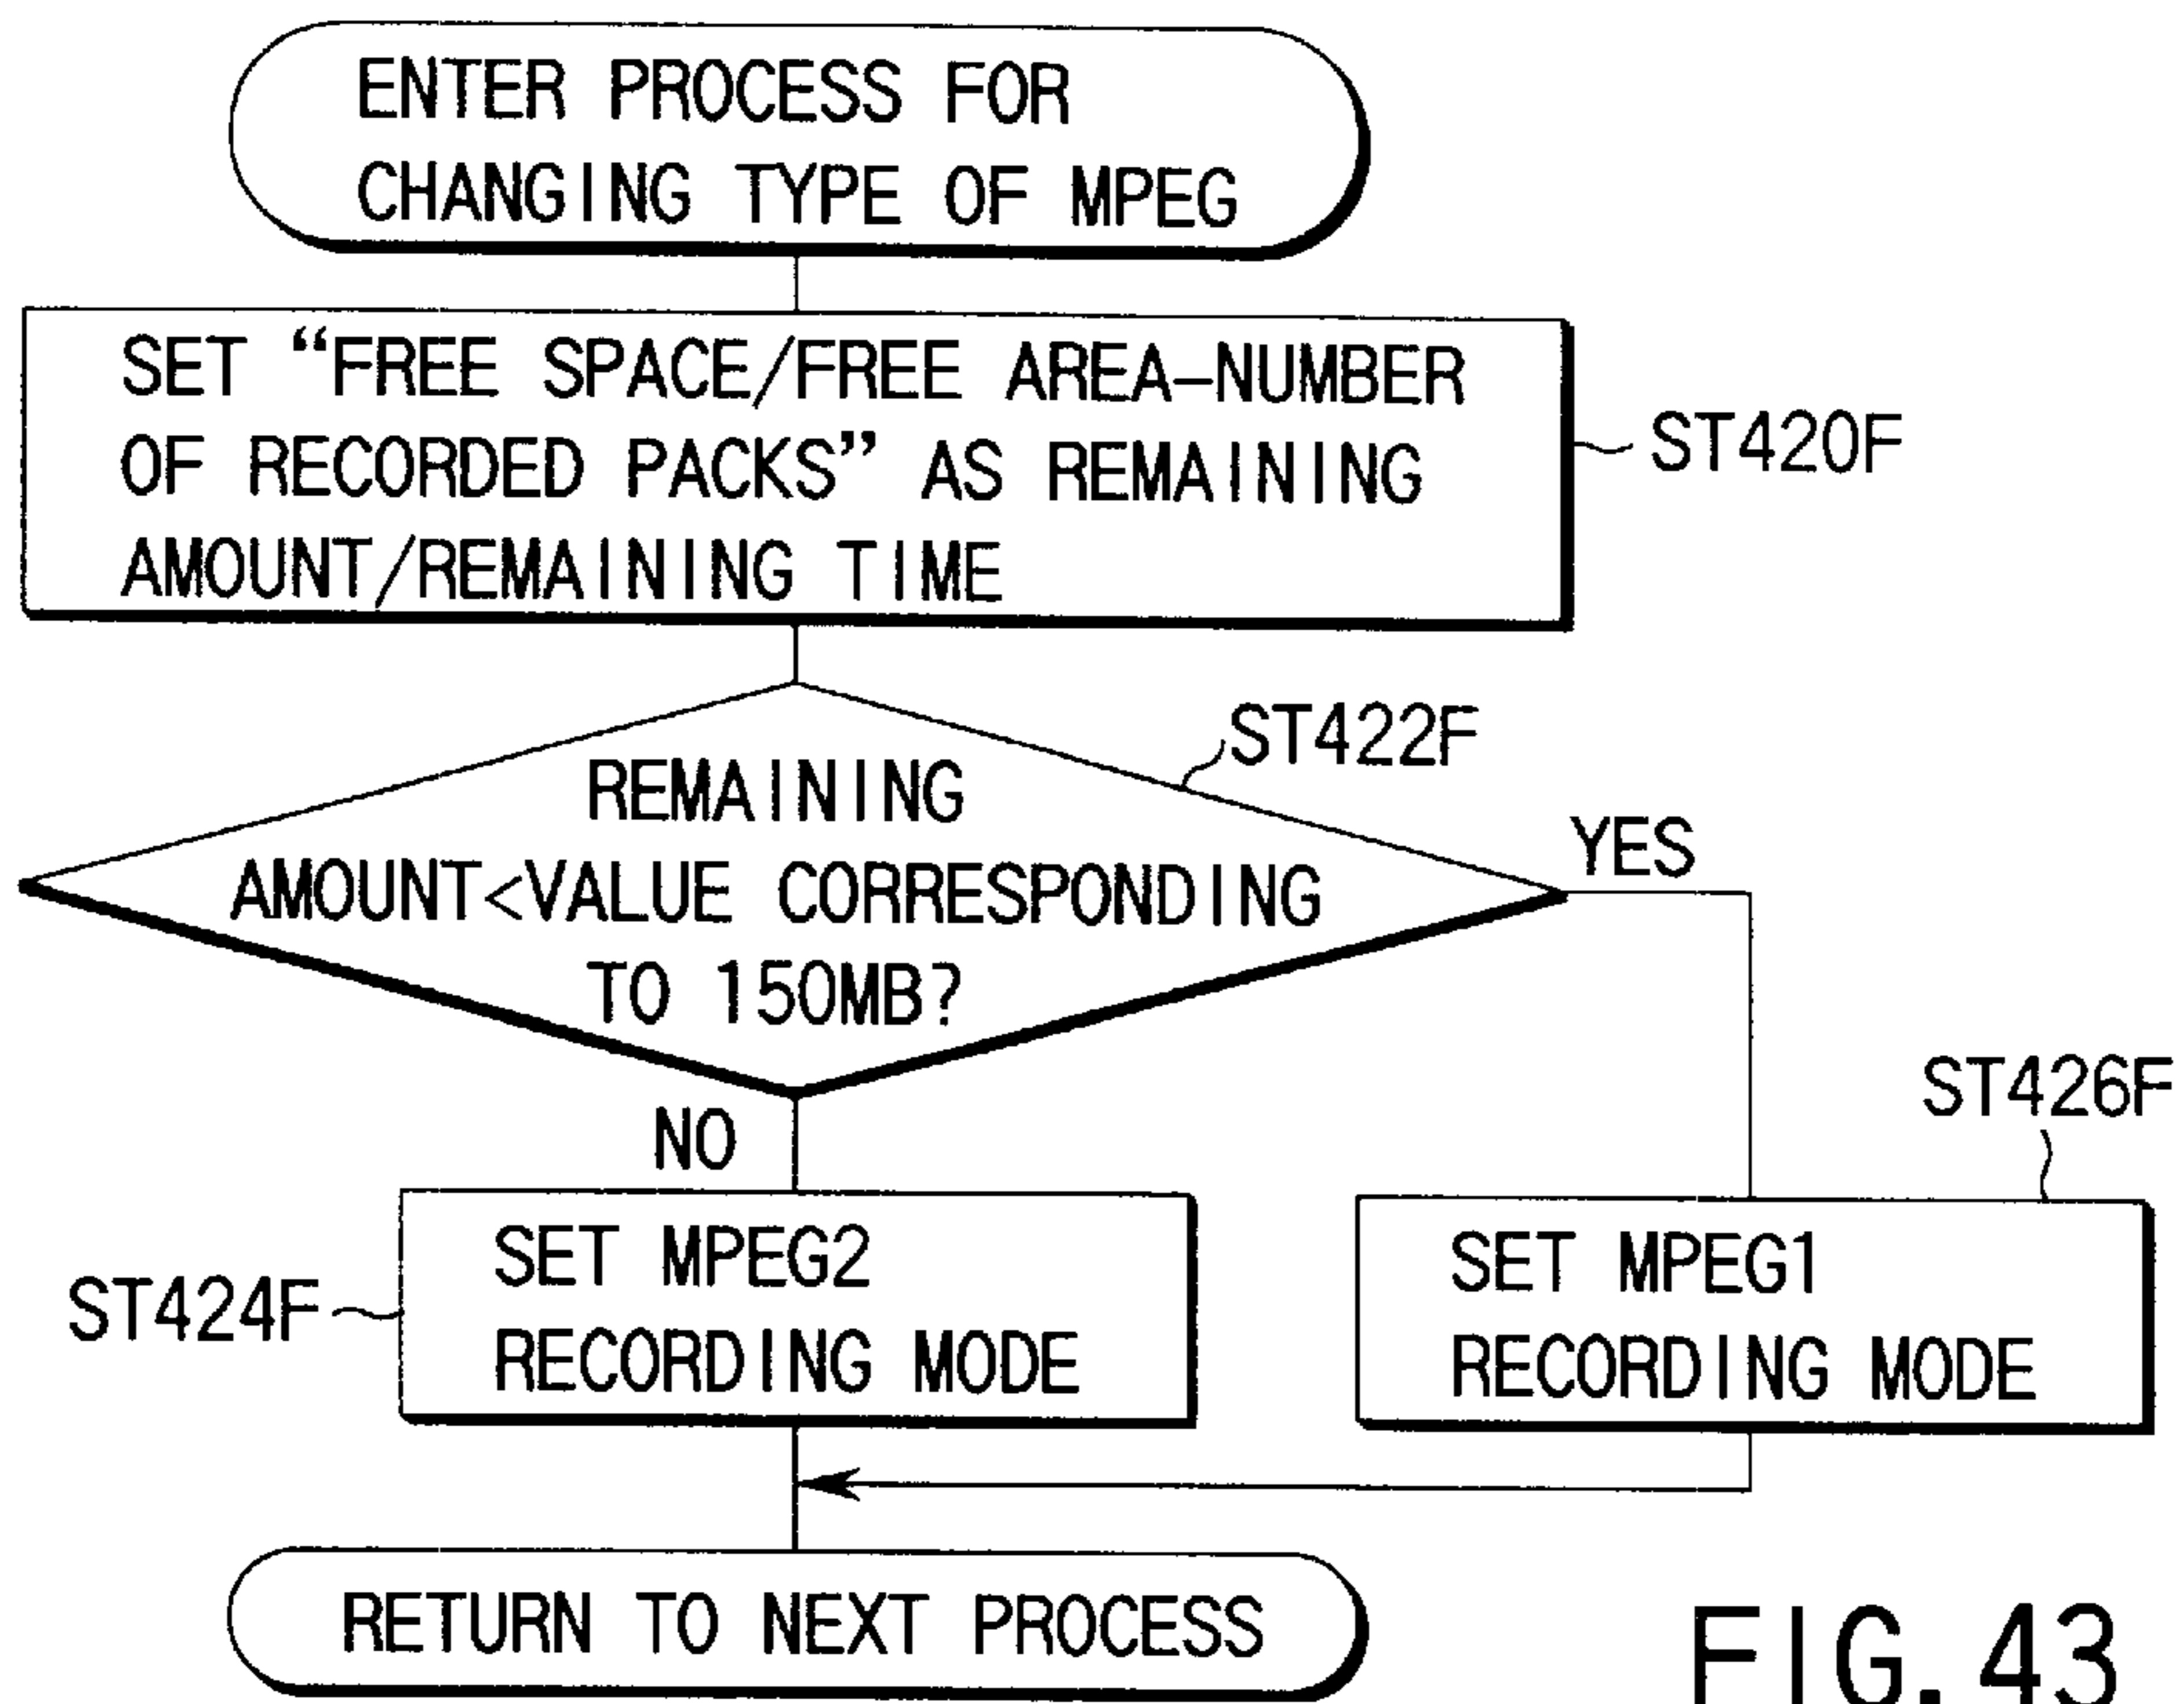 ENTER PROCESS FOR
CHANGING TYPE OF MPEG
SET “FREE SPACE/FREE AREA–NUMBER
OF RECORDED PACKS” AS REMAINING
AMOUNT/REMAINING TIME
ST420F
ST422F
REMAINING
AMOUNT<VALUE CORRESPONDING
TO 150MB?
YES
NO
ST426F
SET MPEG2
RECORDING MODE
ST424F
SET MPEG1
RECORDING MODE
RETURN TO NEXT PROCESS
FIG. 43